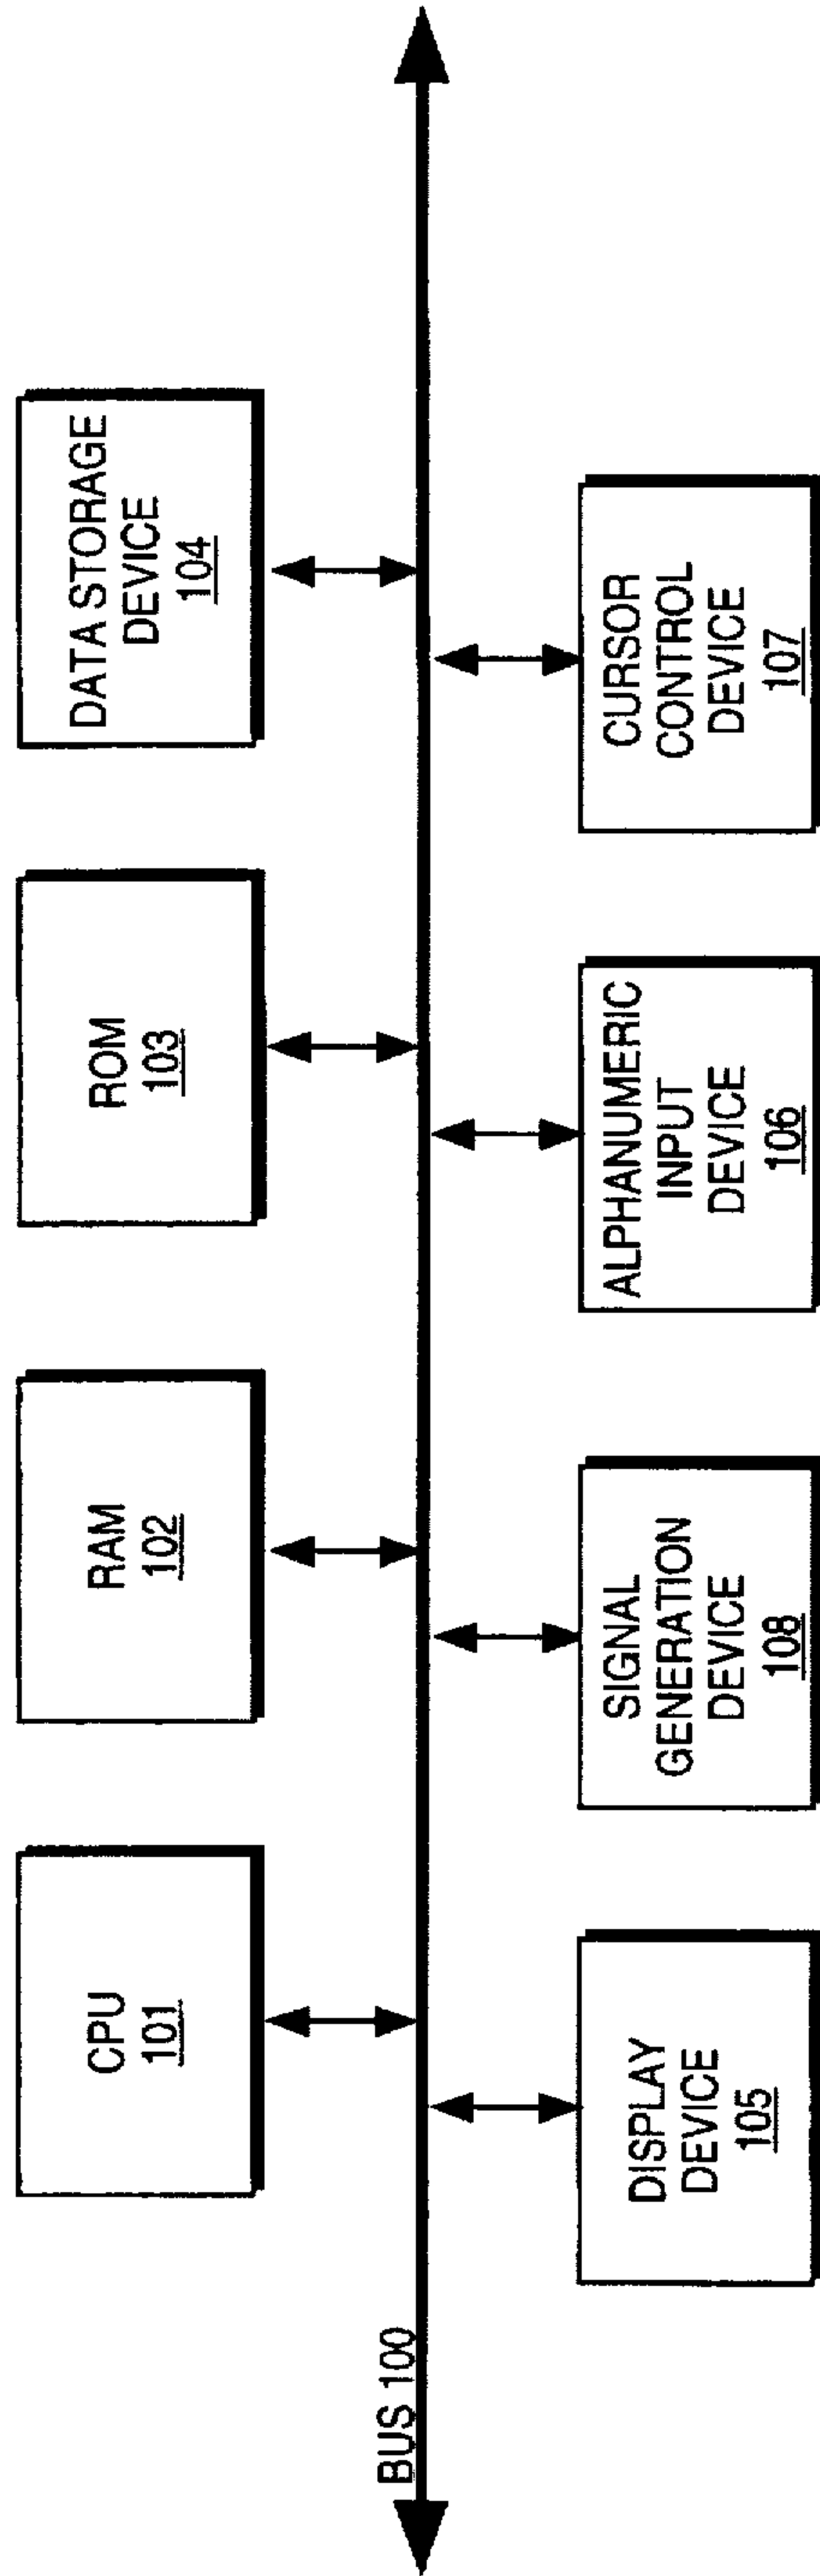 CPU
101
RAM
102
ROM
103
DATA STORAGE
DEVICE
104
BUS 100
DISPLAY
DEVICE
105
SIGNAL
GENERATION
DEVICE
108
ALPHANUMERIC
INPUT
DEVICE
106
CURSOR
CONTROL
DEVICE
107